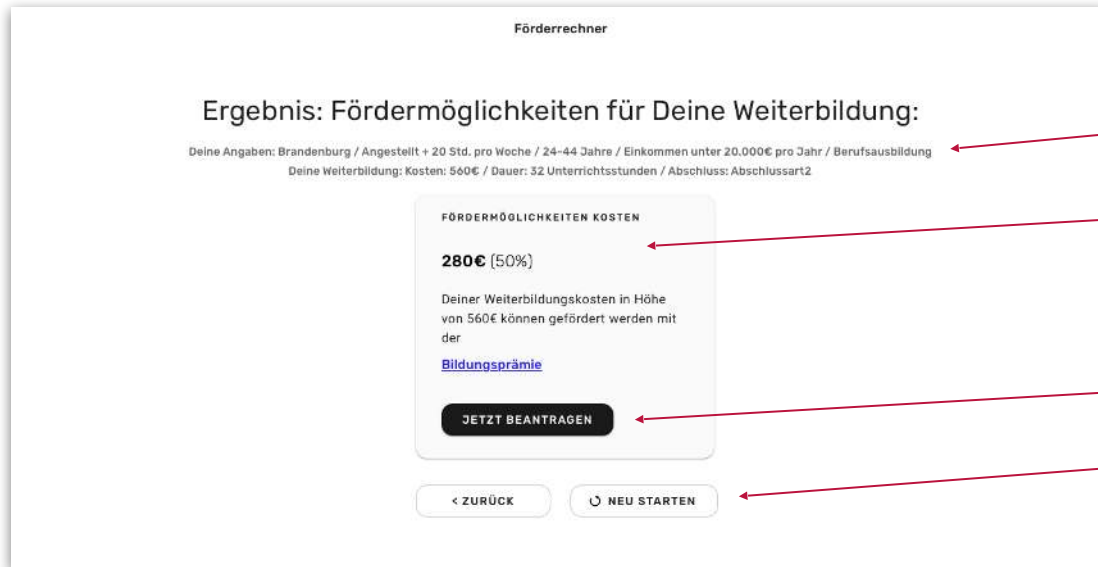 Förderrechner
Ergebnis: Fördermöglichkeiten für Deine Weiterbildung:
Deine Angaben: Brandenburg / Angestellt + 20 Std. pro Woche / 24-44 Jahre / Einkommen unter 20.000€ pro Jahr / Berufsausbildung
Deine Weiterbildung: Kosten: 560€ / Dauer: 32 Unterrichtsstunden / Abschluss: Abschlussart2
FÖRDERMÖGLICHKEITEN KOSTEN
280€ (50%)
Deiner Weiterbildungskosten in Höhe
von 560€ können gefördert werden mit
der
Bildungsprämie
JETZT BEANTRAGEN
< ZURÜCK
NEU STARTEN